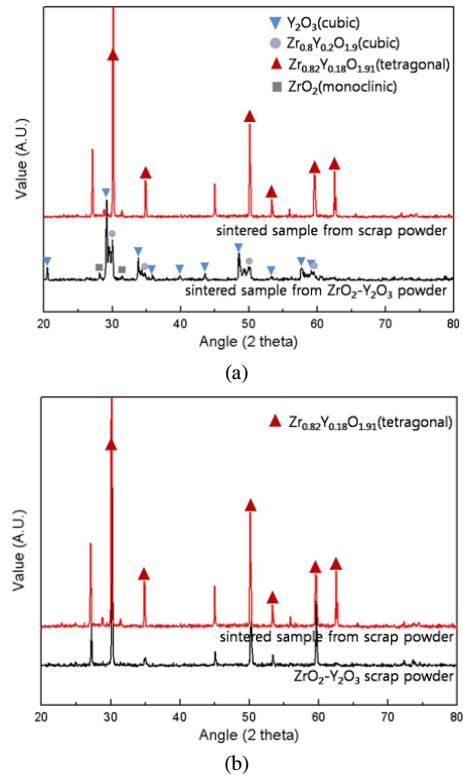 (a)
Y₂O₃(cubic)
Zr₀.₈Y₀.₂O₁.₉(cubic)
Zr₀.₈₂Y₀.₁₈O₁.₉₁(tetragonal)
ZrO₂(monoclinic)
Value (A.U.)
sintered sample from scrap powder
sintered sample from ZrO₂-Y₂O₃ powder
20 30 40 50 60 70 80
Angle (2 theta)
(a)
(b)
Zr₀.₈₂Y₀.₁₈O₁.₉₁(tetragonal)
Value (A.U.)
sintered sample from scrap powder
ZrO₂-Y₂O₃ scrap powder
20 30 40 50 60 70 80
Angle (2 theta)
(b)